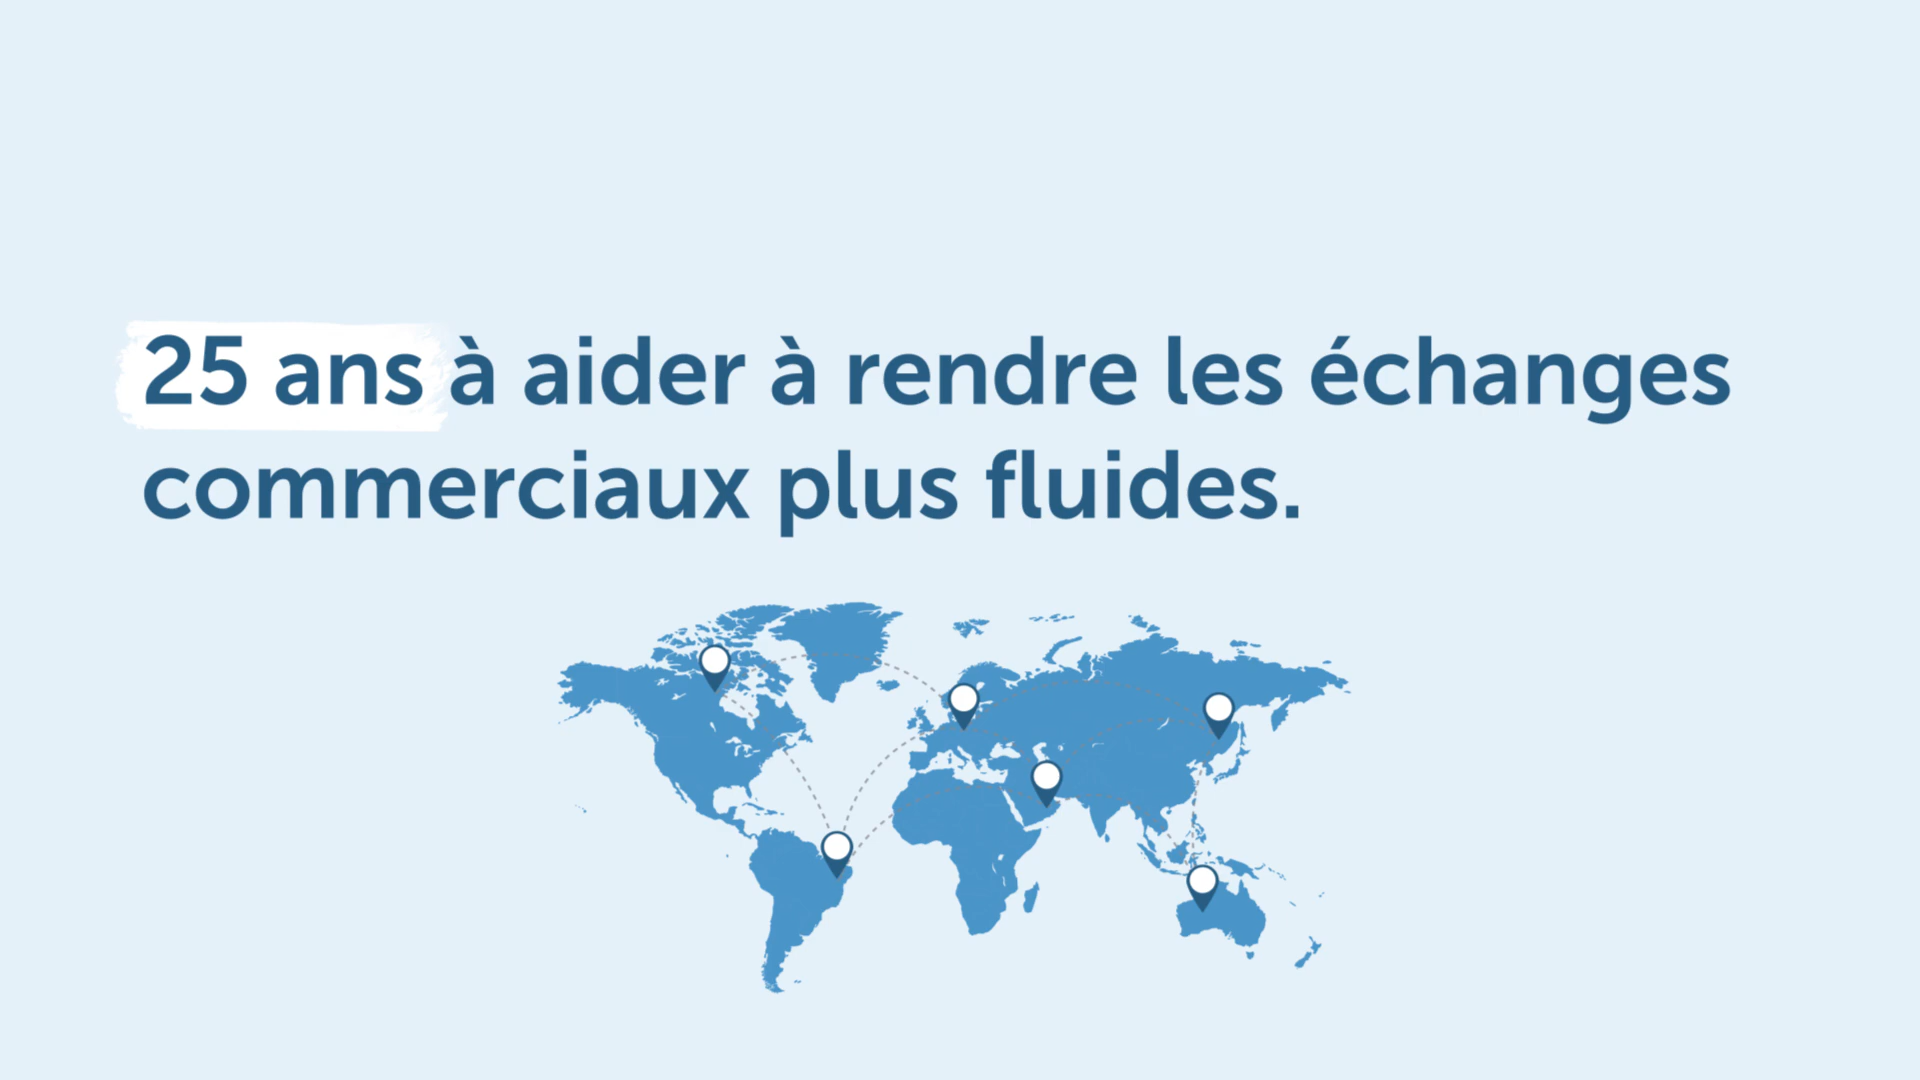 25 ans à aider à rendre les échanges
commerciaux plus fluides.